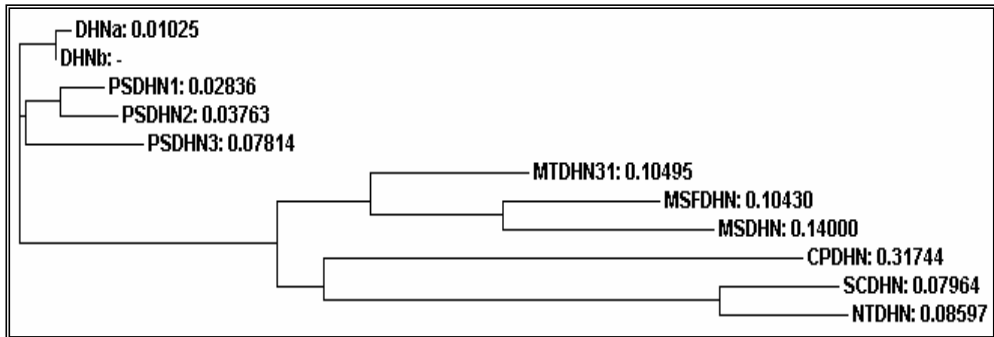 DHNa: 0.01025
DHNb: -
PSDHN1: 0.02836
PSDHN2: 0.03763
PSDHN3: 0.07814
MTDHN31: 0.10495
MSFDHN: 0.10430
MSDHN: 0.14000
CPDHN: 0.31744
SCDHN: 0.07964
NTDHN: 0.08597